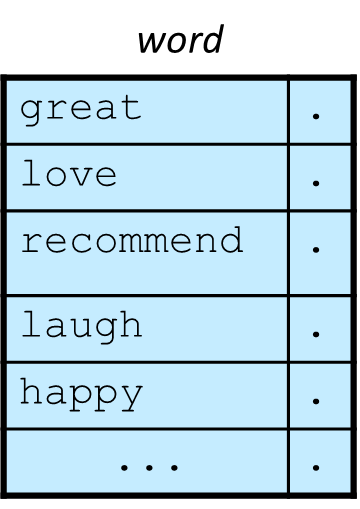 word
great .
love .
recommend .
laugh .
happy .
... .